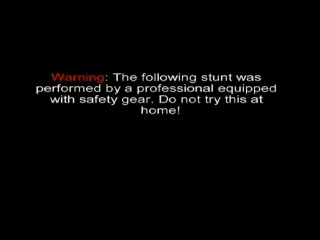 Warning: The following stunt was
performed by a professional equipped
with safety gear. Do not try this at
home!